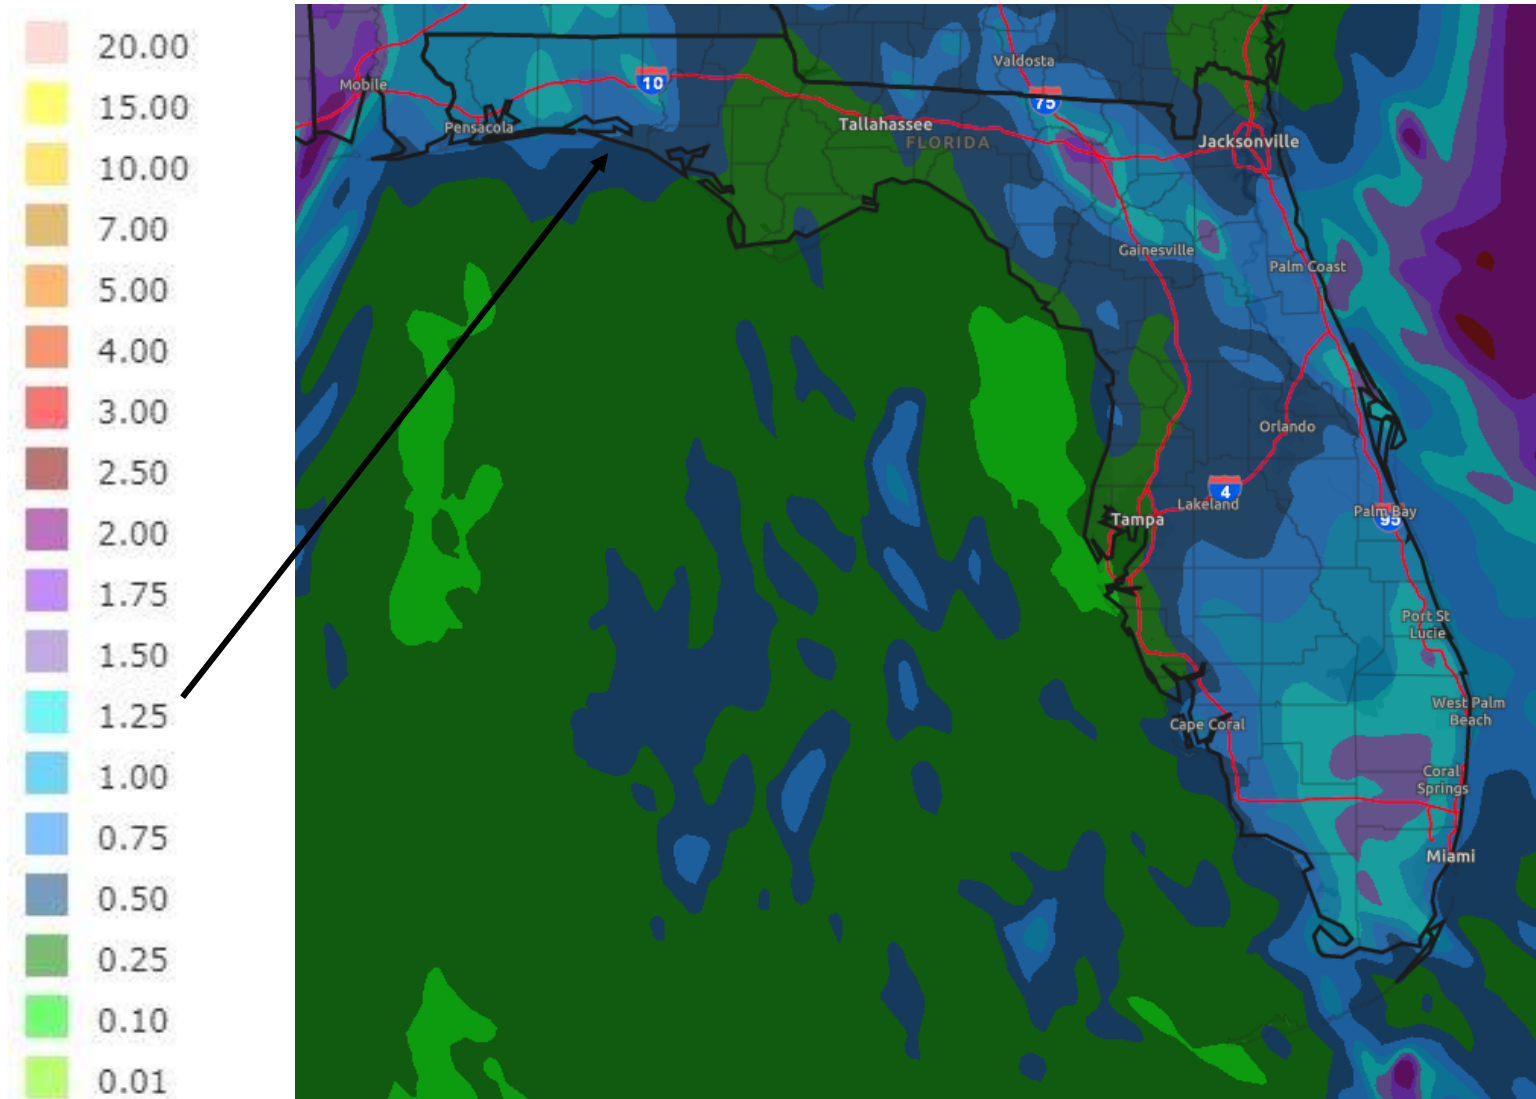 20.00
15.00
10.00
7.00
5.00
4.00
3.00
2.50
2.00
1.75
1.50
1.25
1.00
0.75
0.50
0.25
0.10
0.01
Mobile
Pensacola
10
Tallahassee
FLORIDA
Valdosta
75
Jacksonville
Gainesville
Palm Coast
Orlando
4
Lakeland
Tampa
Palm Bay
95
Port St
Lucie
West Palm
Beach
Cape Coral
Coral
Springs
Miami